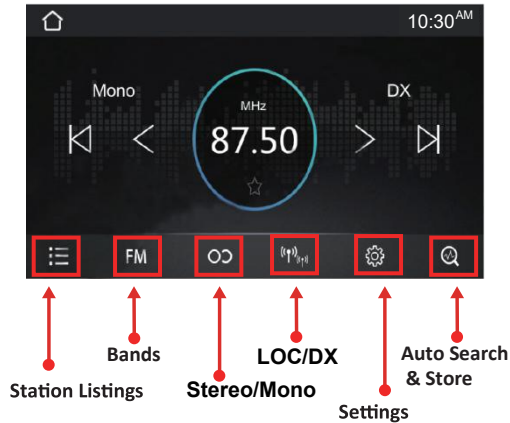 10:30AM
Mono
DX
MHz
87.50
FM
Bands
LOC/DX
Auto Search
& Store
Station Listings
Stereo/Mono
Settings